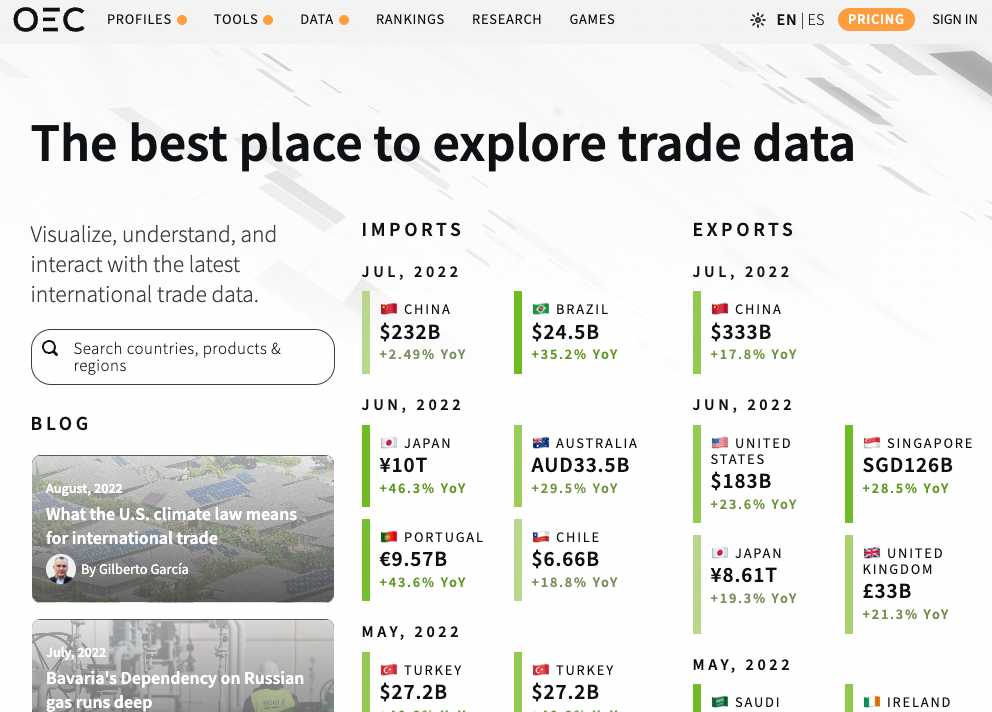 OEC PROFILES TOOLS DATA RANKINGS RESEARCH GAMES EN | ES PRICING SIGN IN
The best place to explore trade data
Visualize, understand, and
interact with the latest
international trade data.
Search countries, products &
regions
BLOG
August, 2022
What the U.S. climate law means
for international trade
By Gilberto García
July, 2022
Bavaria's Dependency on Russian
gas runs deep
IMPORTS
JUL, 2022
CHINA
$232B
+2.49% YoY
BRAZIL
$24.5B
+35.2% YoY
JUN, 2022
JAPAN
¥10T
+46.3% YoY
AUSTRALIA
AUD33.5B
+29.5% YoY
PORTUGAL
€9.57B
+43.6% YoY
CHILE
$6.66B
+18.8% YoY
MAY, 2022
TURKEY
$27.2B
TURKEY
$27.2B
EXPORTS
JUL, 2022
CHINA
$333B
+17.8% YoY
JUN, 2022
UNITED
STATES
$183B
+23.6% YoY
SINGAPORE
SGD126B
+28.5% YoY
JAPAN
¥8.61T
+19.3% YoY
UNITED
KINGDOM
£33B
+21.3% YoY
MAY, 2022
SAUDI
IRELAND